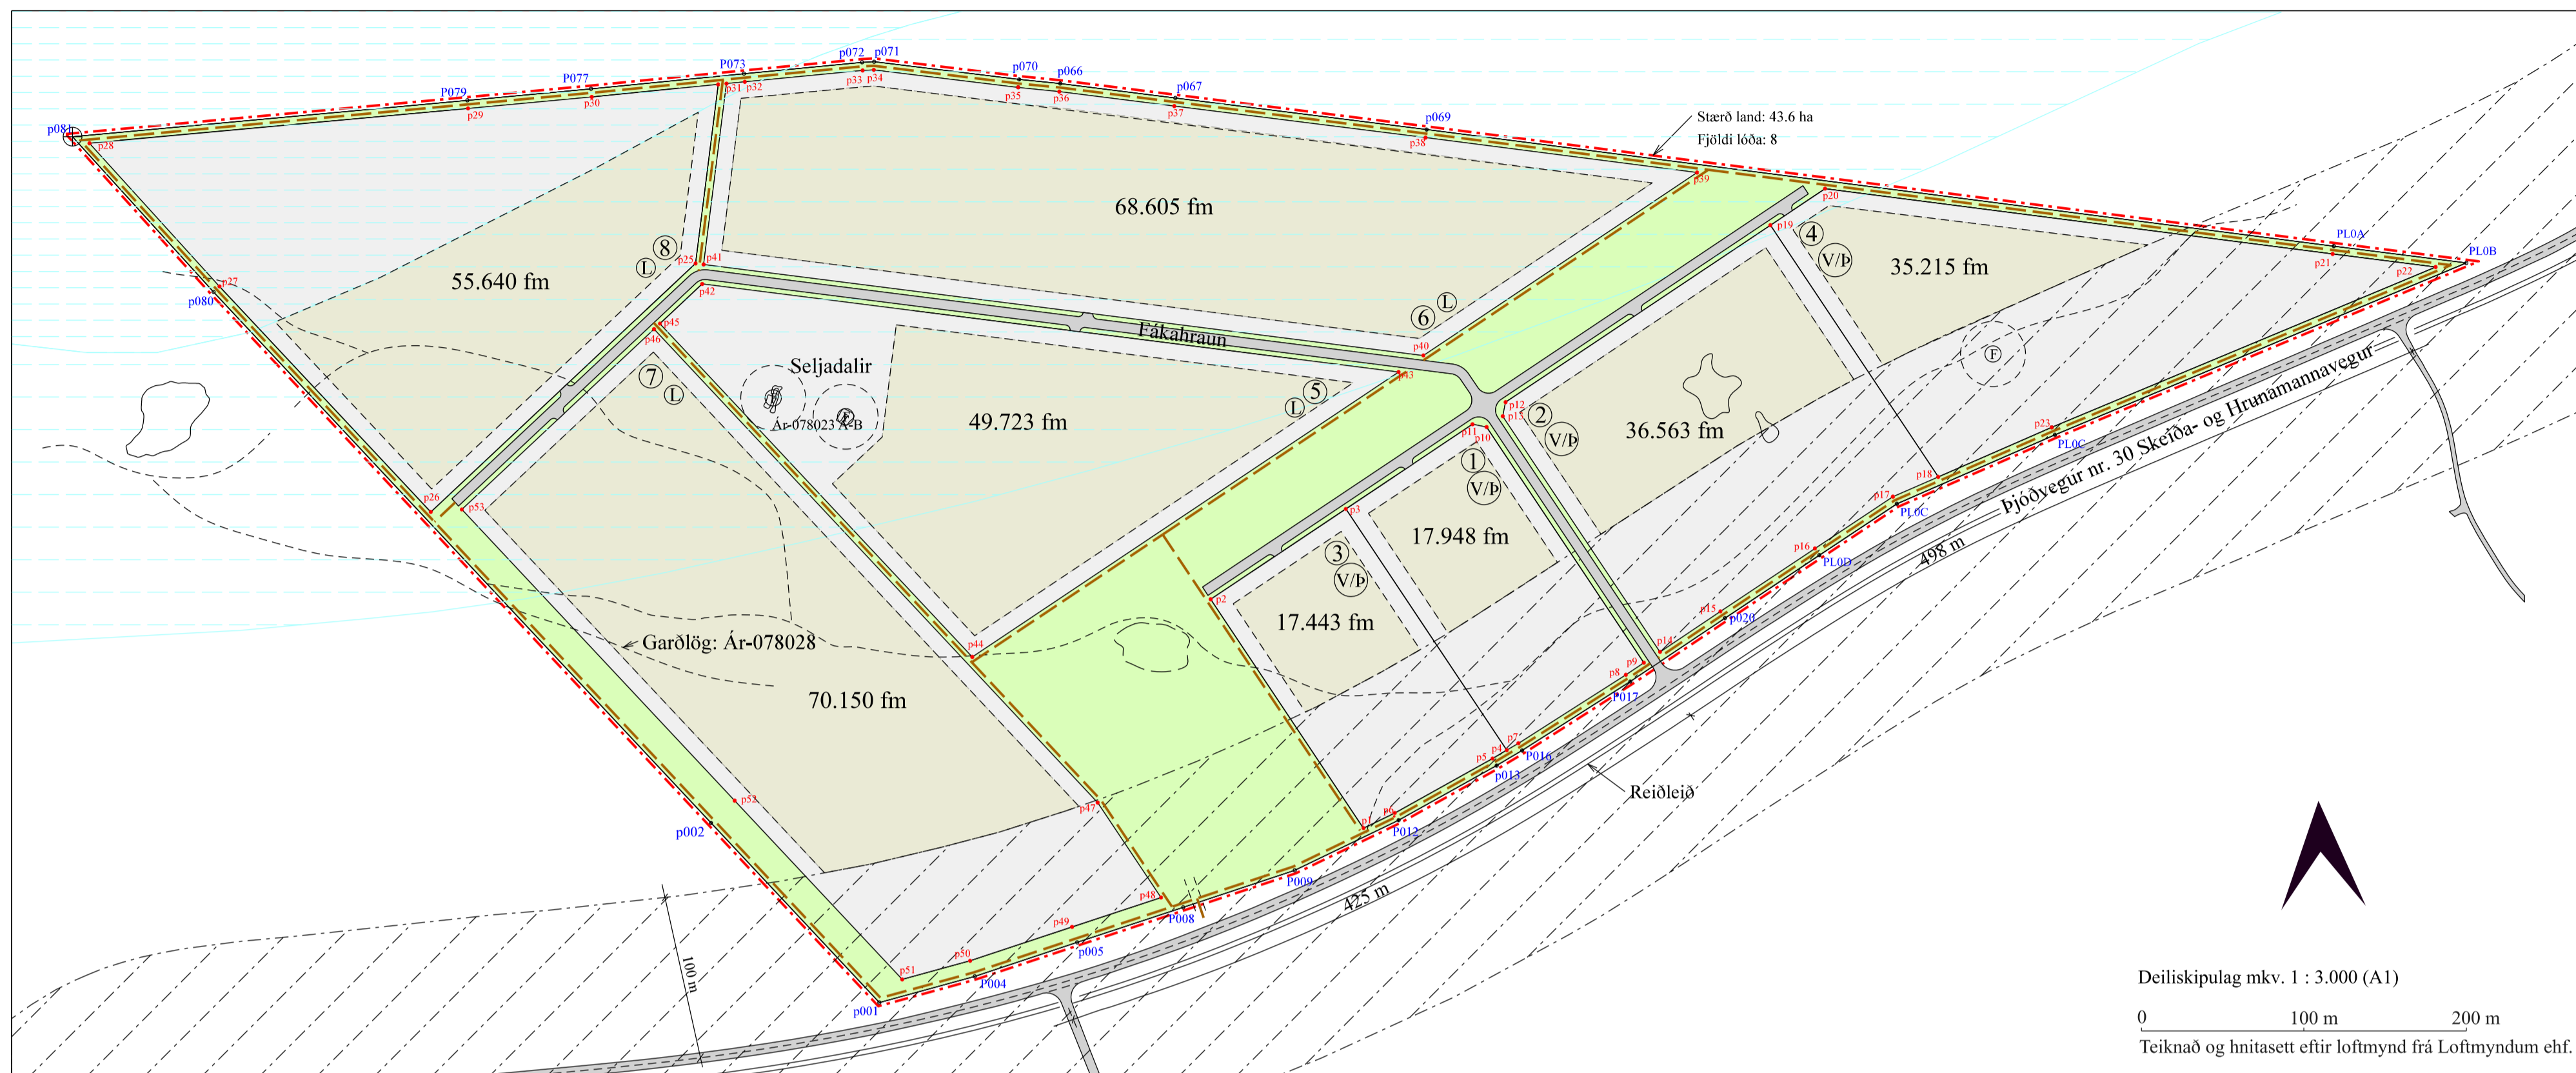 p072
p071
P073
p33
p34
p070
p066
P077
p31
p32
p35
p36
p067
P079
p30
p37
p29
p069
Stærð land: 43.6 ha
p081
p38
Fjöldi lóða: 8
p28
p39
p20
68.605 fm
p19
4
PL0A
8
PL0B
V/Þ
p25
p41
p21
p22
L
35.215 fm
p27
55.640 fm
p42
p080
L
6
p45
p46
Fákahraun
p40
Seljadalir
7
p43
5
F
L
L
p12
2
Ár-078023 A-B
49.723 fm
p11
p10
V/Þ
36.563 fm
p23
PL0C
1
Þjóðvegur nr. 30 Skeiða- og Hrunamannavegur
p18
V/Þ
p26
p53
p3
p17
PL0C
17.948 fm
p16
498 m
3
PL0D
V/Þ
p2
p15
p020
17.443 fm
Garðlög: Ár-078028
p44
p14
p9
p8
P017
70.150 fm
p7
p4
p5
P016
p013
Reiðleið
p52
p47
p6
p1
P012
p002
P009
p48
425 m
P008
p49
p005
p50
p51
100 m
P004
p001
Deiliskipulag mkv. 1 : 3.000 (A1)
0 100 m 200 m
Teiknað og hnitasett eftir loftmynd frá Loftmyndum ehf.